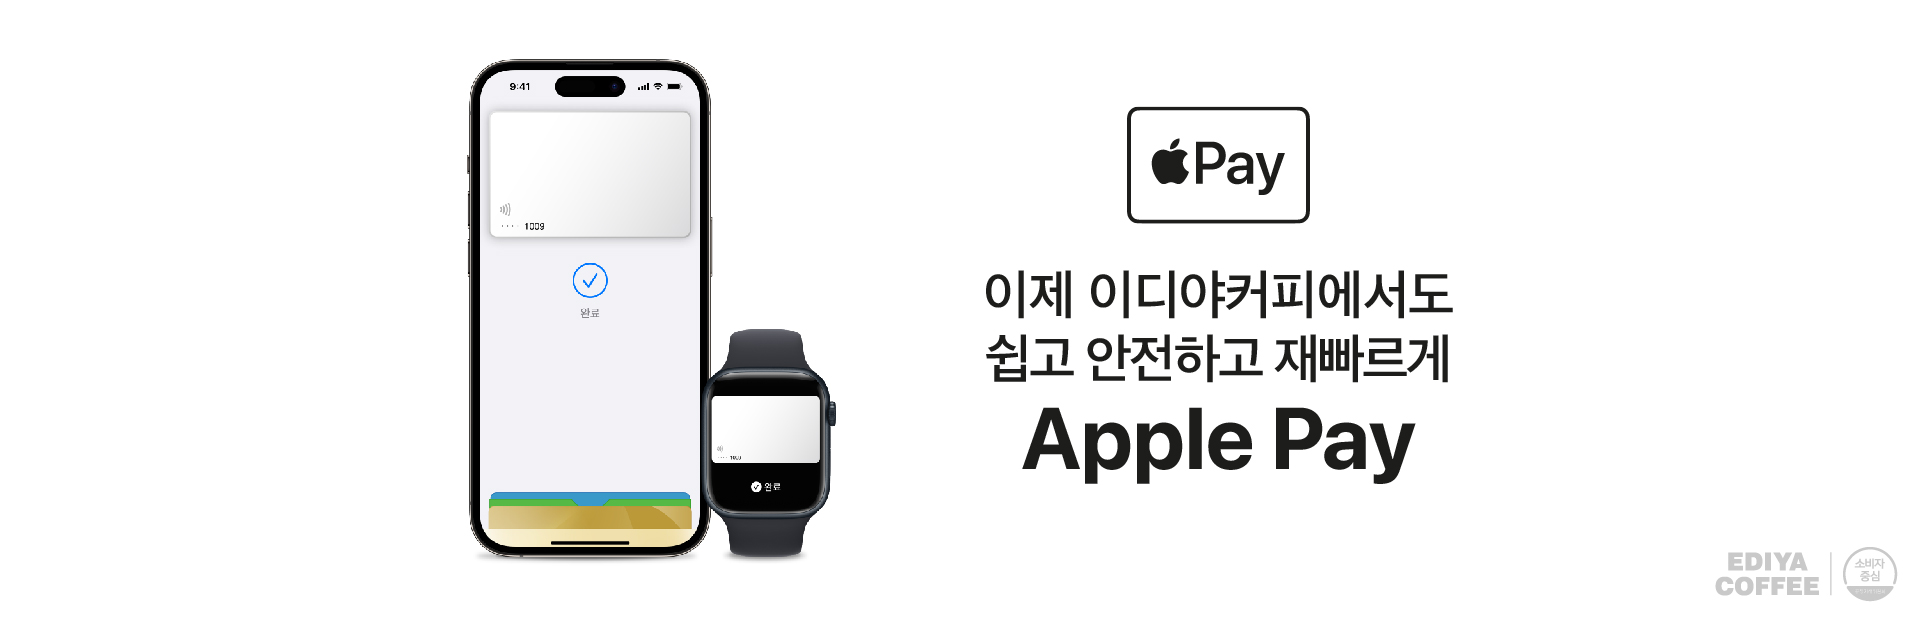 9:41
···· 1009
완료
···· 1009
완료
Pay
이제 이디야커피에서도
쉽고 안전하고 재빠르게
Apple Pay
EDIYA
COFFEE
소비자
중심